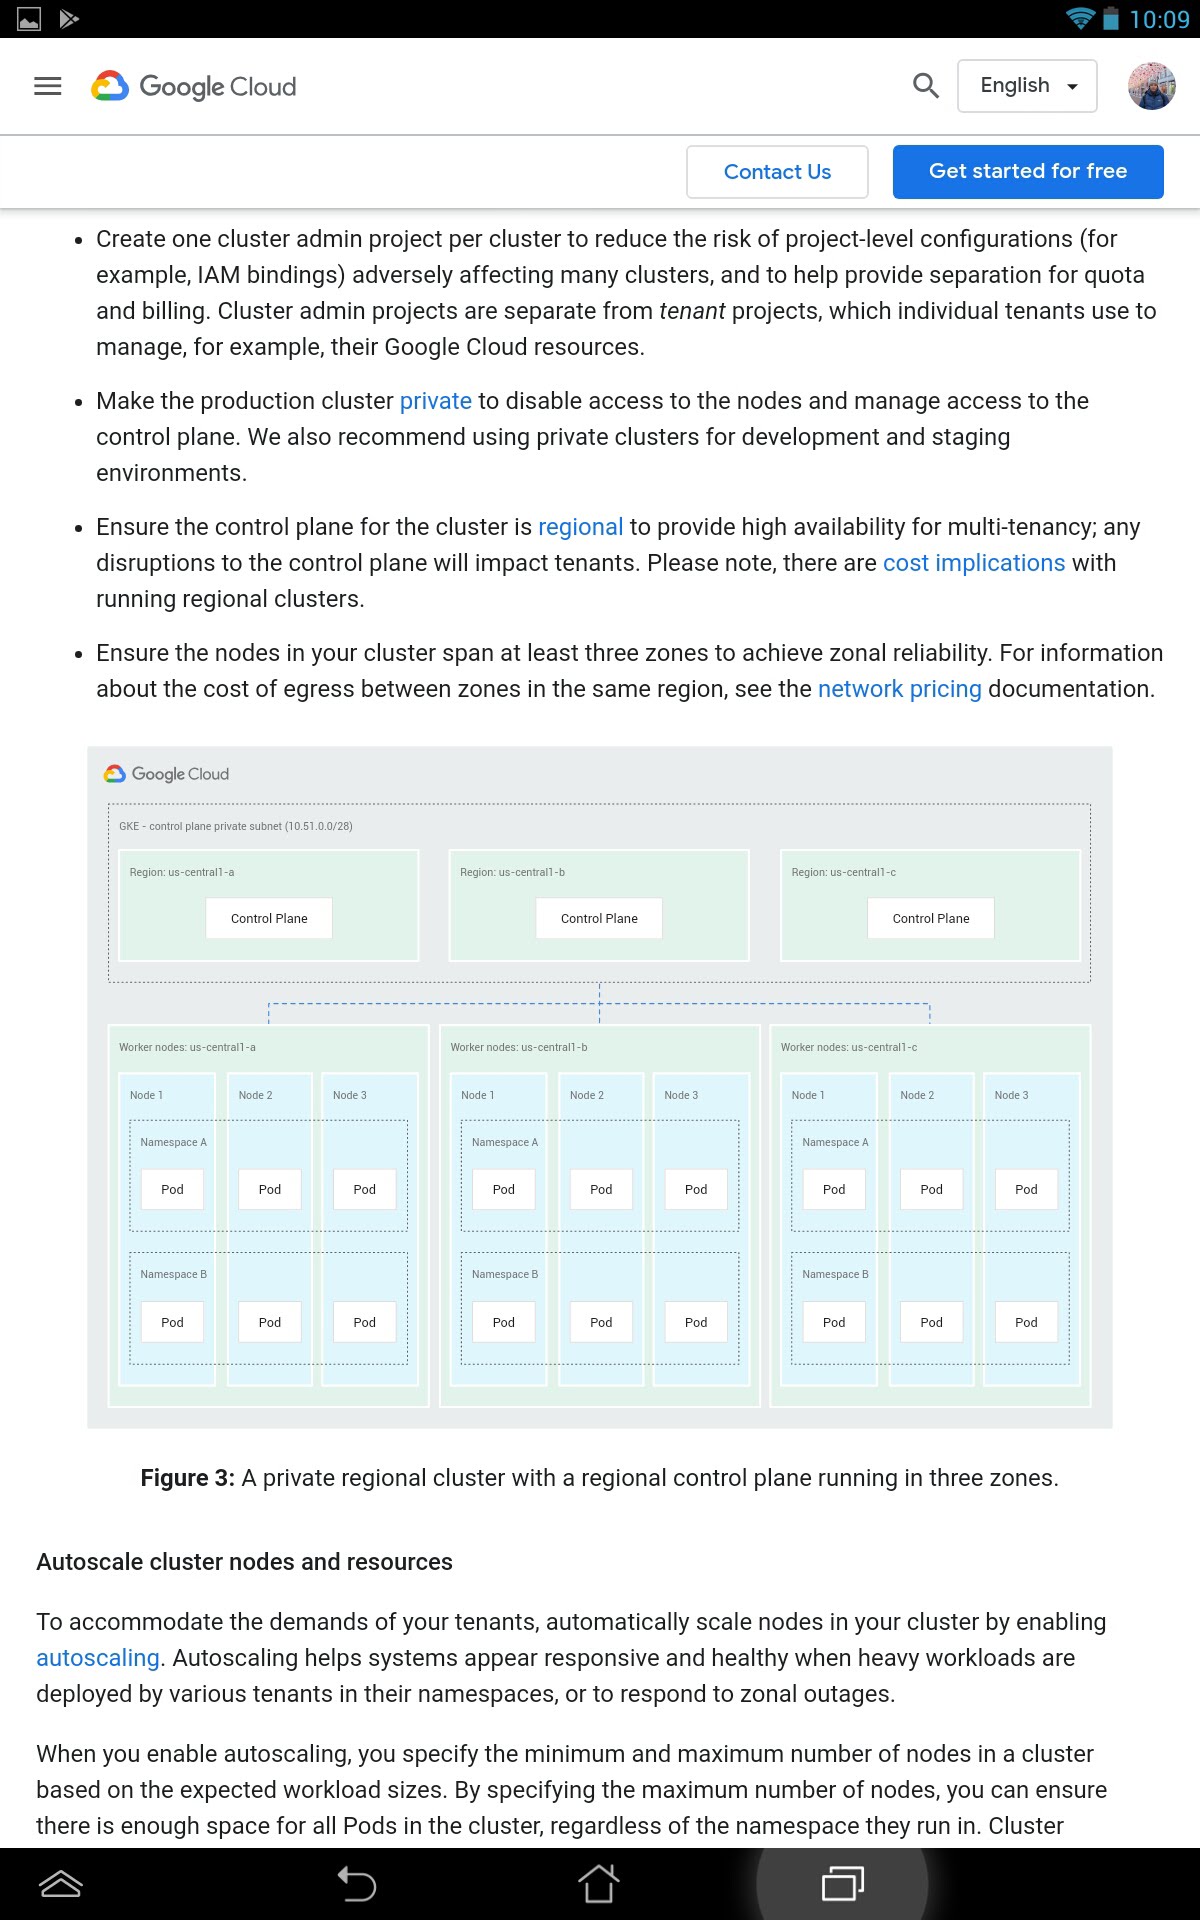 10:09
Google Cloud
English
Contact Us
Get started for free
• Create one cluster admin project per cluster to reduce the risk of project-level configurations (for
example, IAM bindings) adversely affecting many clusters, and to help provide separation for quota
and billing. Cluster admin projects are separate from tenant projects, which individual tenants use to
manage, for example, their Google Cloud resources.
• Make the production cluster private to disable access to the nodes and manage access to the
control plane. We also recommend using private clusters for development and staging
environments.
• Ensure the control plane for the cluster is regional to provide high availability for multi-tenancy; any
disruptions to the control plane will impact tenants. Please note, there are cost implications with
running regional clusters.
• Ensure the nodes in your cluster span at least three zones to achieve zonal reliability. For information
about the cost of egress between zones in the same region, see the network pricing documentation.
Google Cloud
GKE - control plane private subnet (10.51.0.0/28)
Region: us-central1-a
Region: us-central1-b
Region: us-central1-c
Control Plane
Control Plane
Control Plane
Worker nodes: us-central1-a
Node 1
Node 2
Node 3
Namespace A
Pod
Pod
Pod
Namespace B
Pod
Pod
Pod
Worker nodes: us-central1-b
Node 1
Node 2
Node 3
Namespace A
Pod
Pod
Pod
Namespace B
Pod
Pod
Pod
Worker nodes: us-central1-c
Node 1
Node 2
Node 3
Namespace A
Pod
Pod
Pod
Namespace B
Pod
Pod
Pod
Figure 3: A private regional cluster with a regional control plane running in three zones.
Autoscale cluster nodes and resources
To accommodate the demands of your tenants, automatically scale nodes in your cluster by enabling
autoscaling. Autoscaling helps systems appear responsive and healthy when heavy workloads are
deployed by various tenants in their namespaces, or to respond to zonal outages.
When you enable autoscaling, you specify the minimum and maximum number of nodes in a cluster
based on the expected workload sizes. By specifying the maximum number of nodes, you can ensure
there is enough space for all Pods in the cluster, regardless of the namespace they run in. Cluster